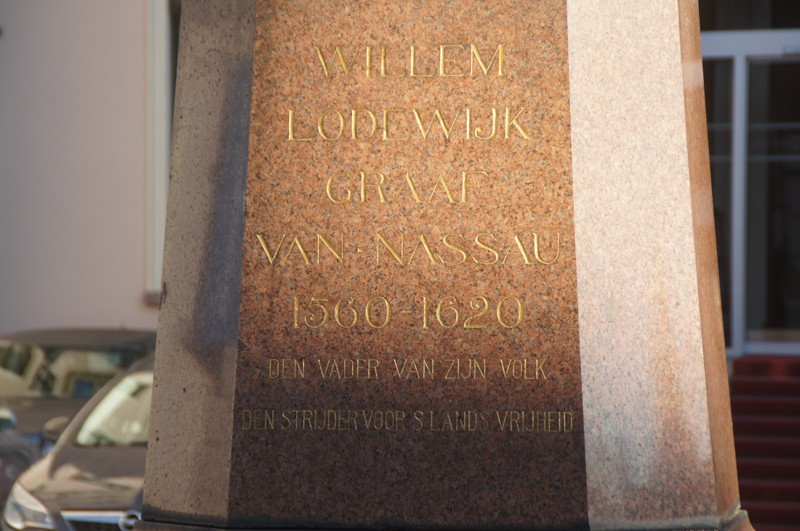 WILLEM
LODEWIJK
GRAAF
VAN·NASSAU
1560-1620
DEN VADER VAN ZIJN VOLK
DEN STRIJDER VOOR 'S LANDS VRIJHEID